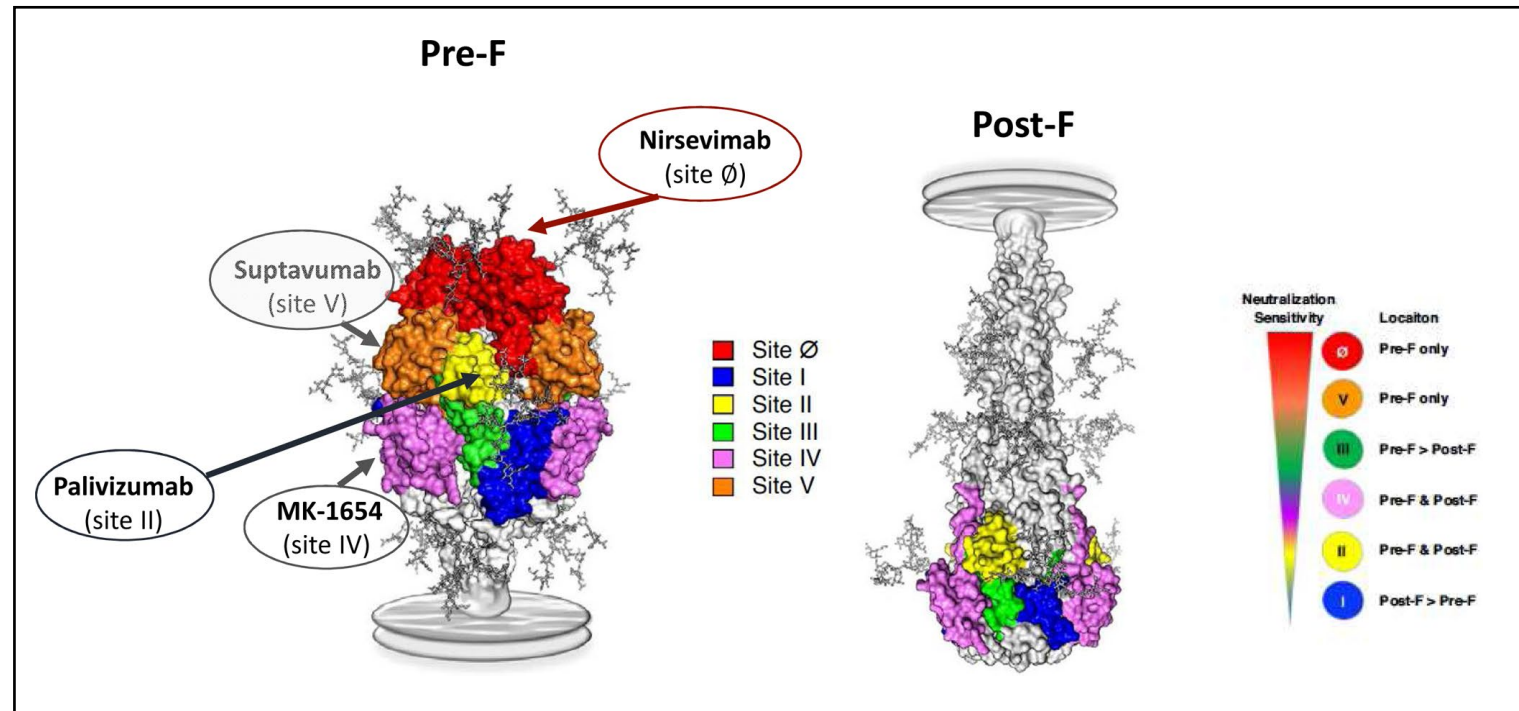 Pre-F
Post-F
Nirsevimab
(site Ø)
Suptavumab
(site V)
Palivizumab
(site II)
MK-1654
(site IV)
Site Ø
Site I
Site II
Site III
Site IV
Site V
Neutralization
Sensitivity
Locaiton
Ø
Pre-F only
V
Pre-F only
III
Pre-F > Post-F
IV
Pre-F & Post-F
II
Pre-F & Post-F
I
Post-F > Pre-F